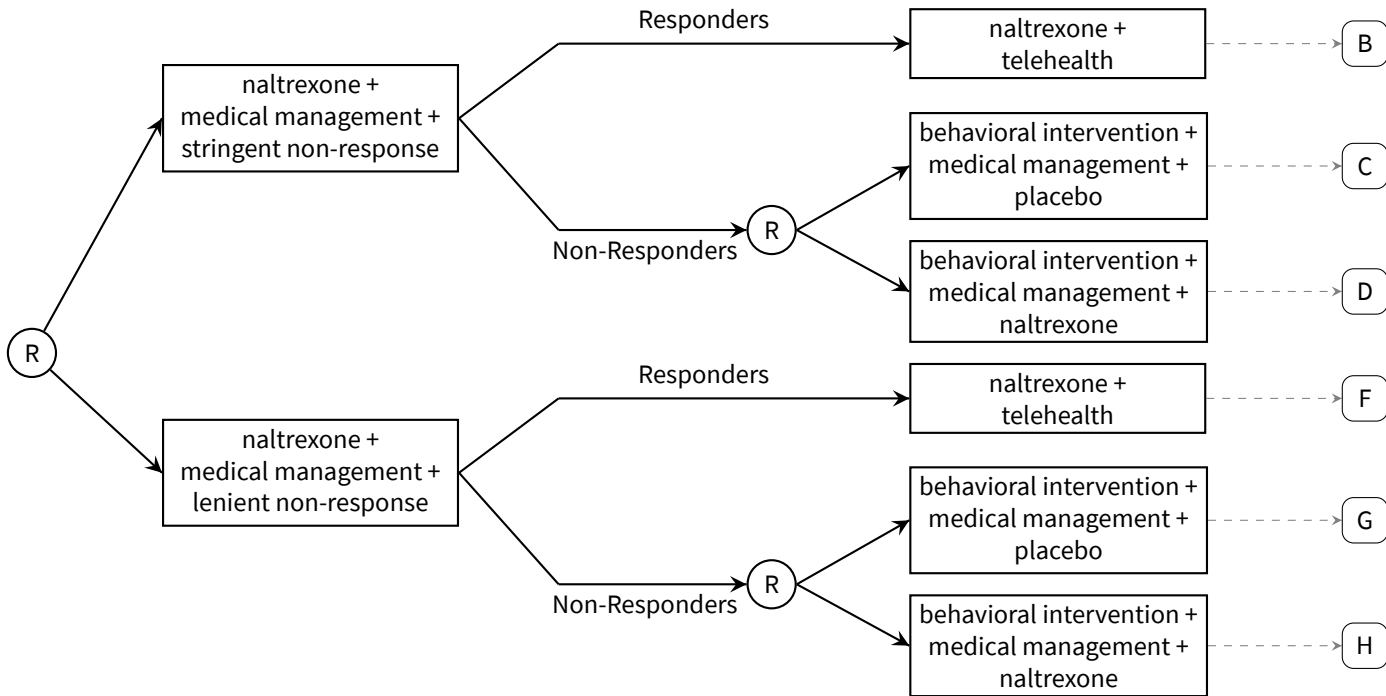 Responders
naltrexone +
telehealth
B
naltrexone +
medical management +
stringent non-response
behavioral intervention +
medical management +
placebo
C
Non-Responders
R
behavioral intervention +
medical management +
naltrexone
D
R
Responders
naltrexone +
telehealth
F
naltrexone +
medical management +
lenient non-response
behavioral intervention +
medical management +
placebo
G
Non-Responders
R
behavioral intervention +
medical management +
naltrexone
H